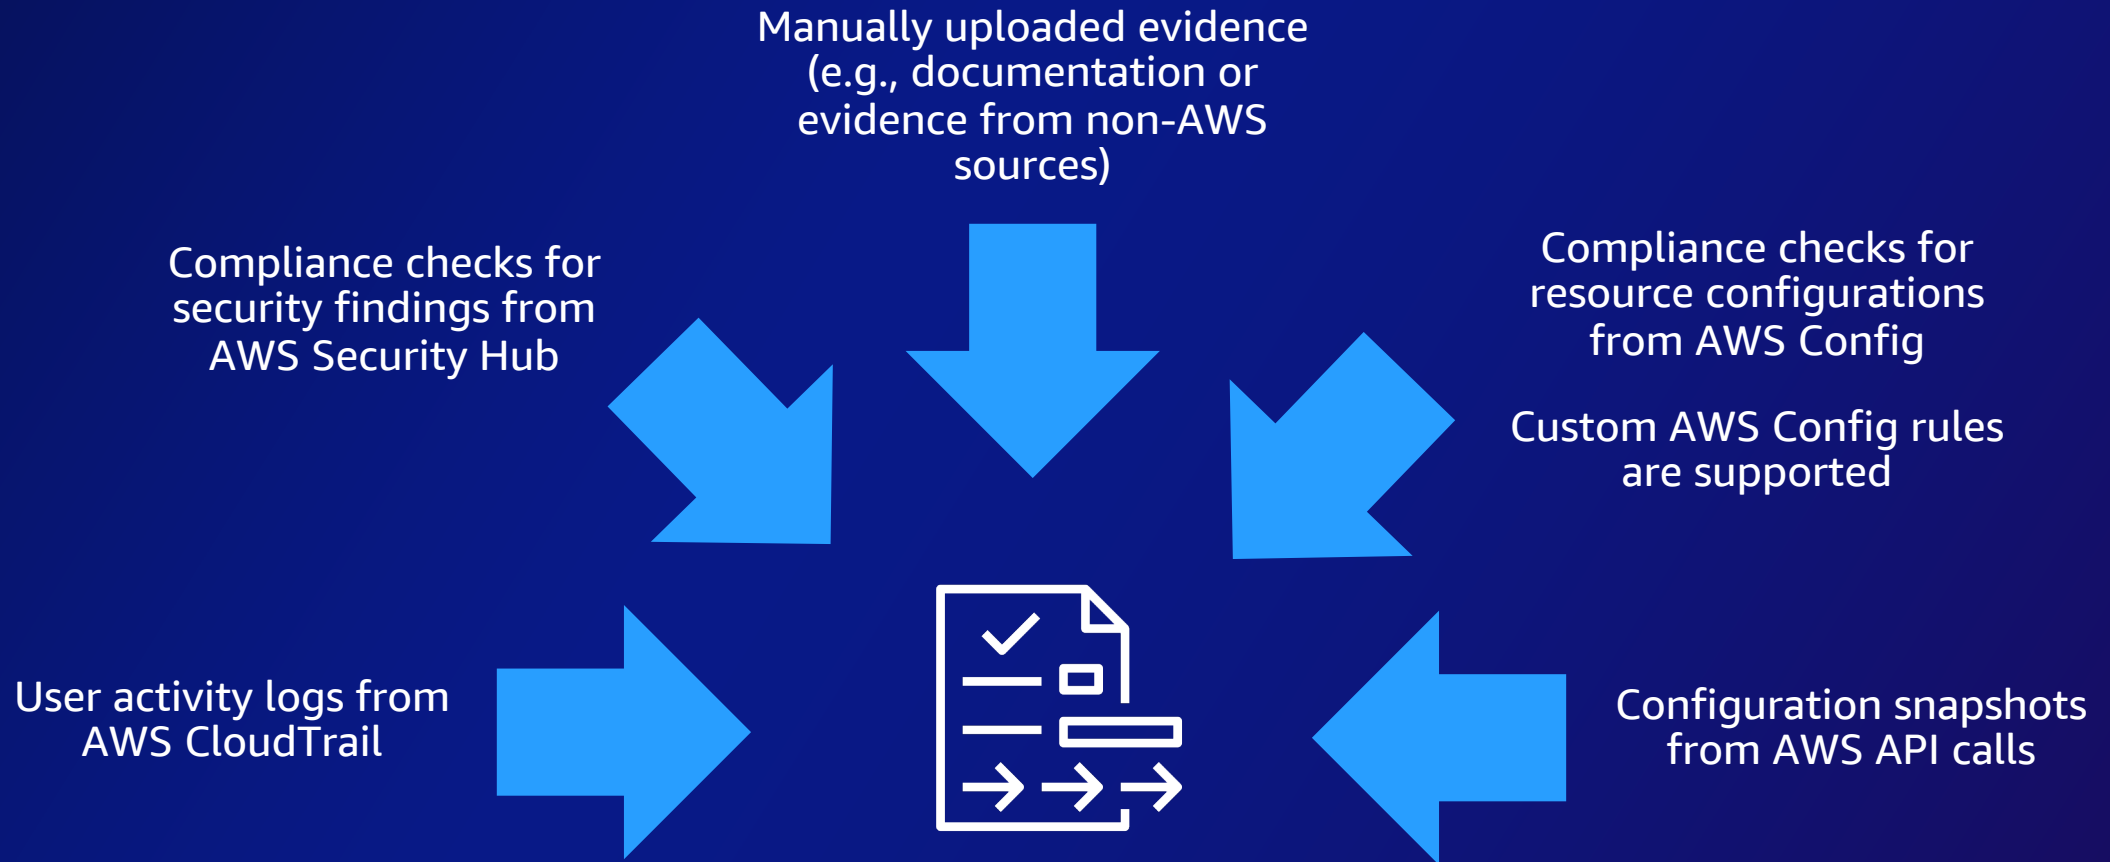 Manually uploaded evidence
(e.g., documentation or
evidence from non-AWS
sources)
Compliance checks for
security findings from
AWS Security Hub
Compliance checks for
resource configurations
from AWS Config
Custom AWS Config rules
are supported
User activity logs from
AWS CloudTrail
Configuration snapshots
from AWS API calls